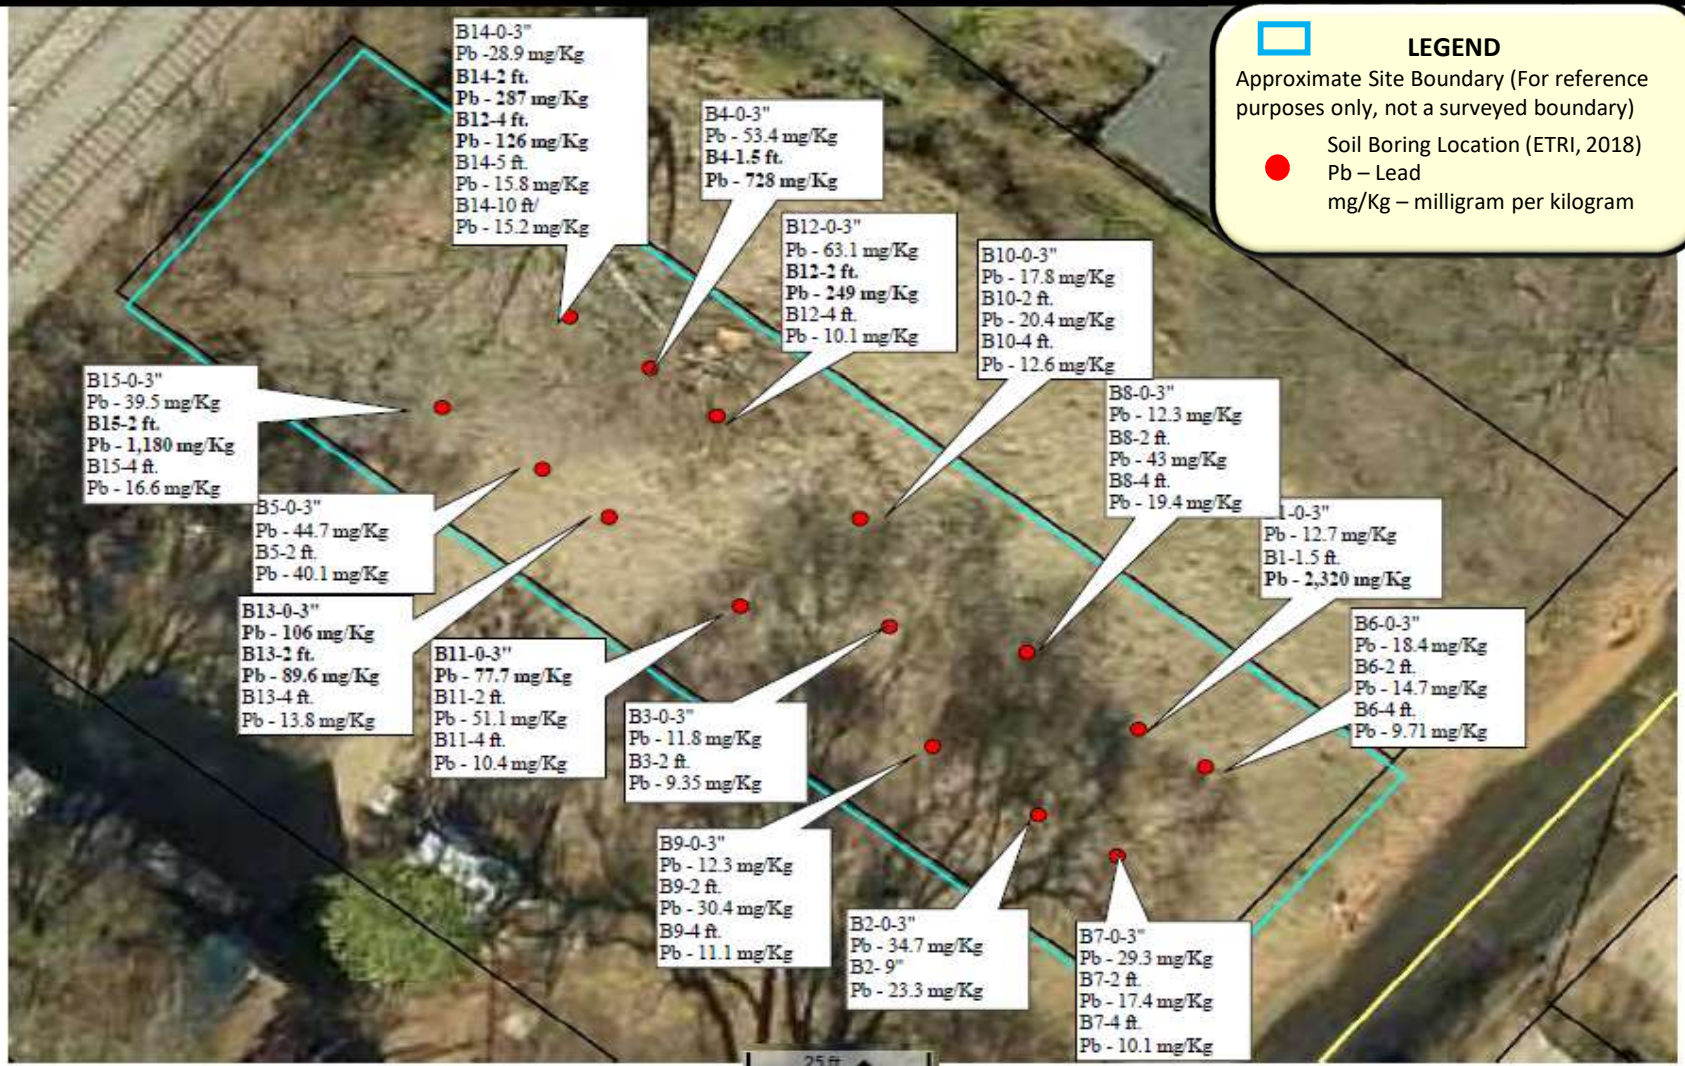 LEGEND
Approximate Site Boundary (For reference
purposes only, not a surveyed boundary)
Soil Boring Location (ETRI, 2018)
Pb – Lead
mg/Kg – milligram per kilogram
B14-0-3"
Pb -28.9 mg/Kg
B14-2 ft.
Pb - 287 mg/Kg
B12-4 ft.
Pb - 126 mg/Kg
B14-5 ft.
Pb - 15.8 mg/Kg
B14-10 ft/
Pb - 15.2 mg/Kg
B4-0-3"
Pb - 53.4 mg/Kg
B4-1.5 ft.
Pb - 728 mg/Kg
B12-0-3"
Pb - 63.1 mg/Kg
B12-2 ft.
Pb - 249 mg/Kg
B12-4 ft.
Pb - 10.1 mg/Kg
B10-0-3"
Pb - 17.8 mg/Kg
B10-2 ft.
Pb - 20.4 mg/Kg
B10-4 ft.
Pb - 12.6 mg/Kg
B8-0-3"
Pb - 12.3 mg/Kg
B8-2 ft.
Pb - 43 mg/Kg
B8-4 ft.
Pb - 19.4 mg/Kg
1-0-3"
Pb - 12.7 mg/Kg
B1-1.5 ft.
Pb - 2,320 mg/Kg
B6-0-3"
Pb - 18.4 mg/Kg
B6-2 ft.
Pb - 14.7 mg/Kg
B6-4 ft.
Pb - 9.71 mg/Kg
B15-0-3"
Pb - 39.5 mg/Kg
B15-2 ft.
Pb - 1,180 mg/Kg
B15-4 ft.
Pb - 16.6 mg/Kg
B5-0-3"
Pb - 44.7 mg/Kg
B5-2 ft.
Pb - 40.1 mg/Kg
B13-0-3"
Pb - 106 mg/Kg
B13-2 ft.
Pb - 89.6 mg/Kg
B13-4 ft.
Pb - 13.8 mg/Kg
B11-0-3"
Pb - 77.7 mg/Kg
B11-2 ft.
Pb - 51.1 mg/Kg
B11-4 ft.
Pb - 10.4 mg/Kg
B3-0-3"
Pb - 11.8 mg/Kg
B3-2 ft.
Pb - 9.35 mg/Kg
B9-0-3"
Pb - 12.3 mg/Kg
B9-2 ft.
Pb - 30.4 mg/Kg
B9-4 ft.
Pb - 11.1 mg/Kg
B2-0-3"
Pb - 34.7 mg/Kg
B2- 9"
Pb - 23.3 mg/Kg
B7-0-3"
Pb - 29.3 mg/Kg
B7-2 ft.
Pb - 17.4 mg/Kg
B7-4 ft.
Pb - 10.1 mg/Kg
25 ft